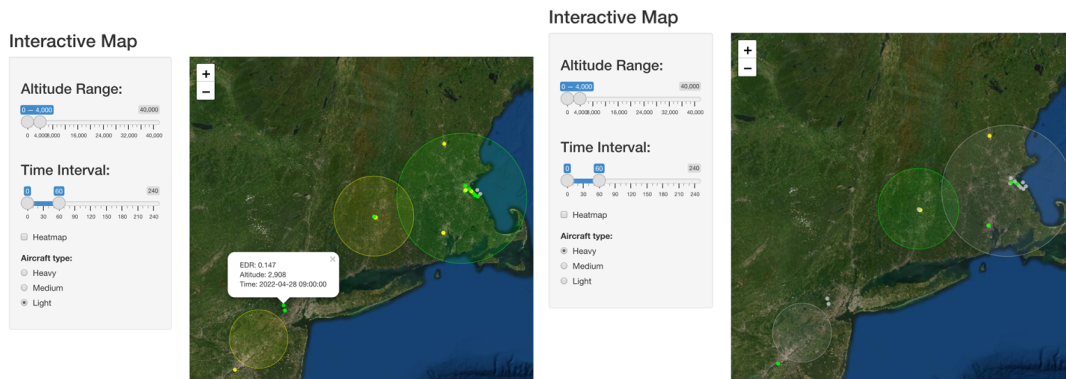 Interactive Map
Altitude Range:
0 — 4,000
40,000
0 4,000 8,000 16,000 24,000 32,000 40,000
Time Interval:
0
60
240
0 30 60 90 120 150 180 210 240
Heatmap
Aircraft type:
Heavy
Medium
Light
+
−
EDR: 0.147
Altitude: 2,908
Time: 2022-04-28 09:00:00
×
Interactive Map
Altitude Range:
0 — 4,000
40,000
0 4,000 8,000 16,000 24,000 32,000 40,000
Time Interval:
0
60
240
0 30 60 90 120 150 180 210 240
Heatmap
Aircraft type:
Heavy
Medium
Light
+
−